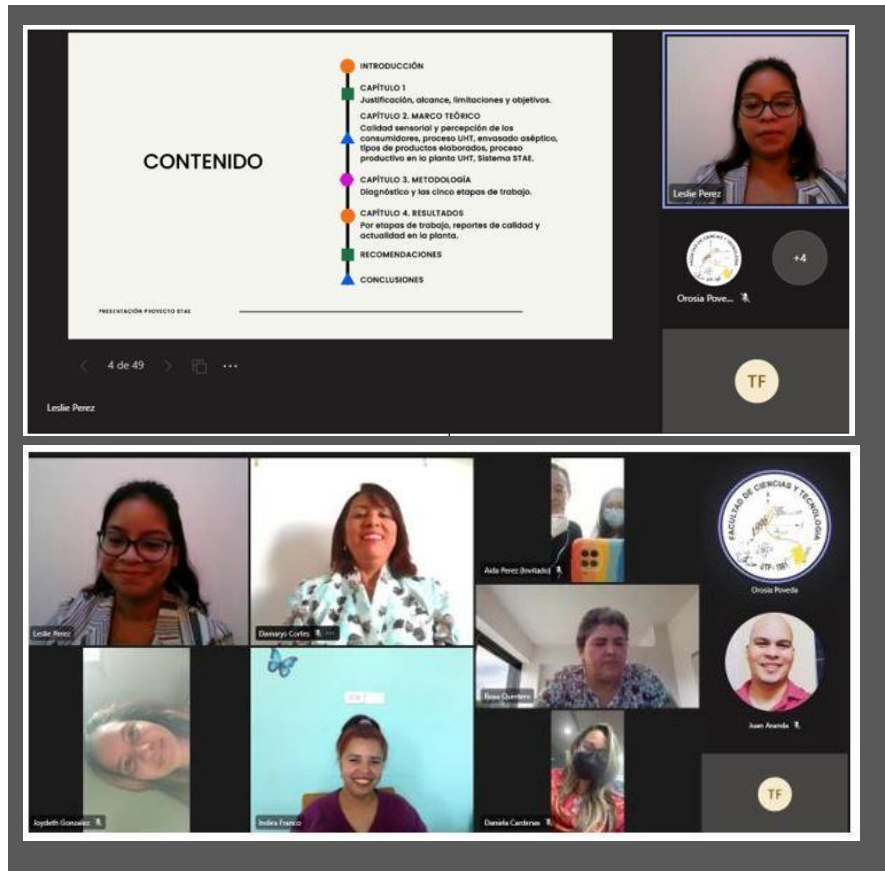 CONTENIDO
INTRODUCCIÓN
CAPÍTULO 1
Justificación, alcance, limitaciones y objetivos.
CAPÍTULO 2. MARCO TEÓRICO
Calidad sensorial y percepción de los
consumidores, proceso UHT, envasado aséptico,
tipos de productos elaborados, proceso
productivo en la planta UHT, Sistema STAE.
CAPÍTULO 3. METODOLOGÍA
Diagnóstico y las cinco etapas de trabajo.
CAPÍTULO 4. RESULTADOS
Por etapas de trabajo, reportes de calidad y
actualidad en la planta.
RECOMENDACIONES
CONCLUSIONES
PRESENTACIÓN PROYECTO STAE
4 de 49
Leslie Perez
Leslie Perez
Orosia Pove...
+4
TF
Leslie Perez
Damarys Cortes
Aida Perez (Invitado)
FACULTAD DE CIENCIAS Y TECNOLOGÍA
UTP - 1981
Orosia Poveda
Rosa Quintero
Juan Aranda
Joydeth Gonzalez
Indira Franco
Daniela Cardenas
TF